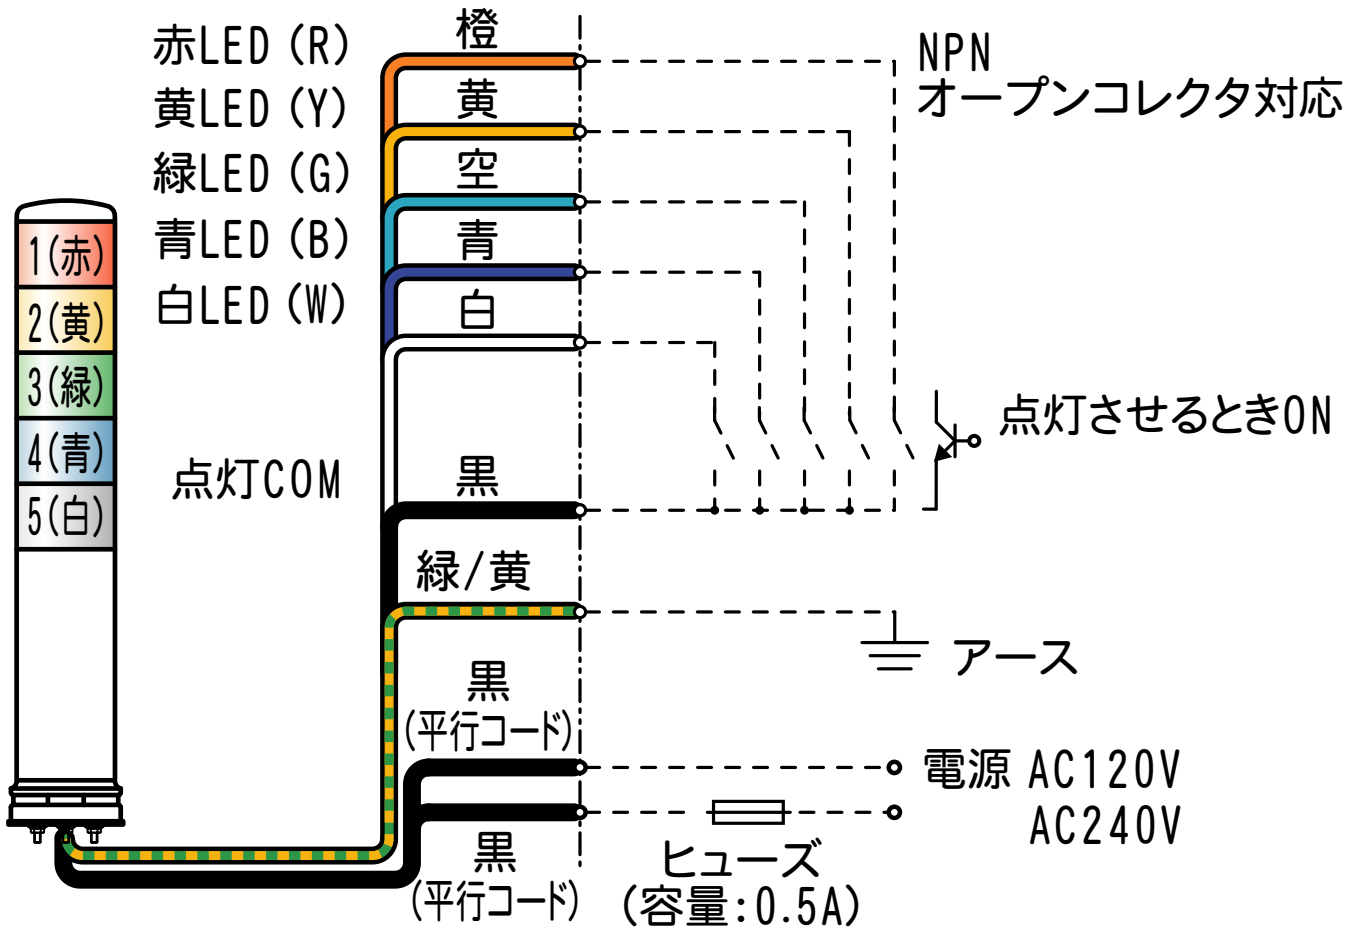 赤LED (R)
黄LED (Y)
緑LED (G)
青LED (B)
白LED (W)
点灯COM
橙
黄
空
青
白
黒
緑/黄
黒
(平行コード)
黒
(平行コード)
1(赤)
2(黄)
3(緑)
4(青)
5(白)
NPN
オープンコレクタ対応
点灯させるときON
アース
電源 AC120V
AC240V
ヒューズ
(容量:0.5A)